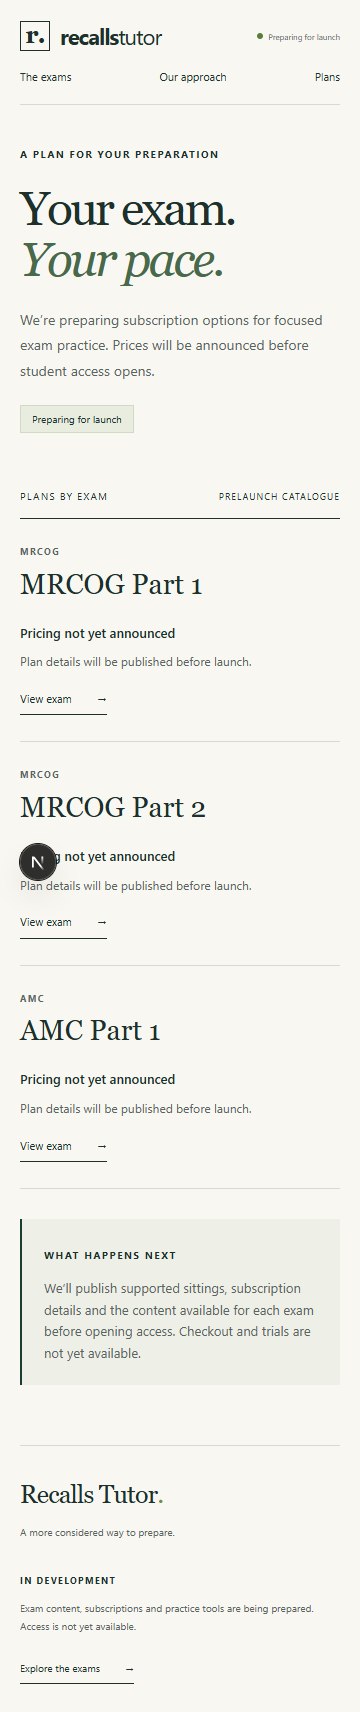 r. recallstutor
Preparing for launch
The exams Our approach Plans
A PLAN FOR YOUR PREPARATION
Your exam.
Your pace.
We're preparing subscription options for focused
exam practice. Prices will be announced before
student access opens.
Preparing for launch
PLANS BY EXAM PRELAUNCH CATALOGUE
MRCOG
MRCOG Part 1
Pricing not yet announced
Plan details will be published before launch.
View exam →
MRCOG
MRCOG Part 2
N
not yet announced
Plan details will be published before launch.
View exam →
AMC
AMC Part 1
Pricing not yet announced
Plan details will be published before launch.
View exam →
WHAT HAPPENS NEXT
We'll publish supported sittings, subscription
details and the content available for each exam
before opening access. Checkout and trials are
not yet available.
Recalls Tutor.
A more considered way to prepare.
IN DEVELOPMENT
Exam content, subscriptions and practice tools are being prepared.
Access is not yet available.
Explore the exams →